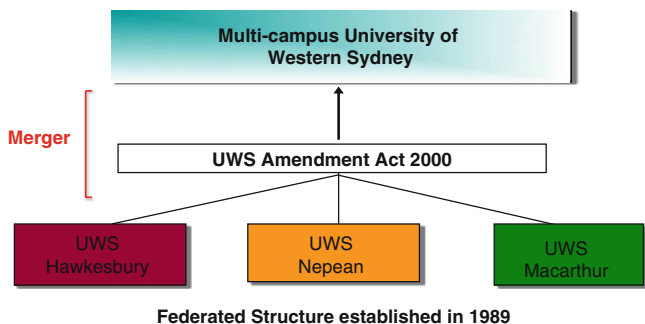 Multi-campus University of
Western Sydney
Merger
UWS Amendment Act 2000
UWS
Hawkesbury
UWS
Nepean
UWS
Macarthur
Federated Structure established in 1989